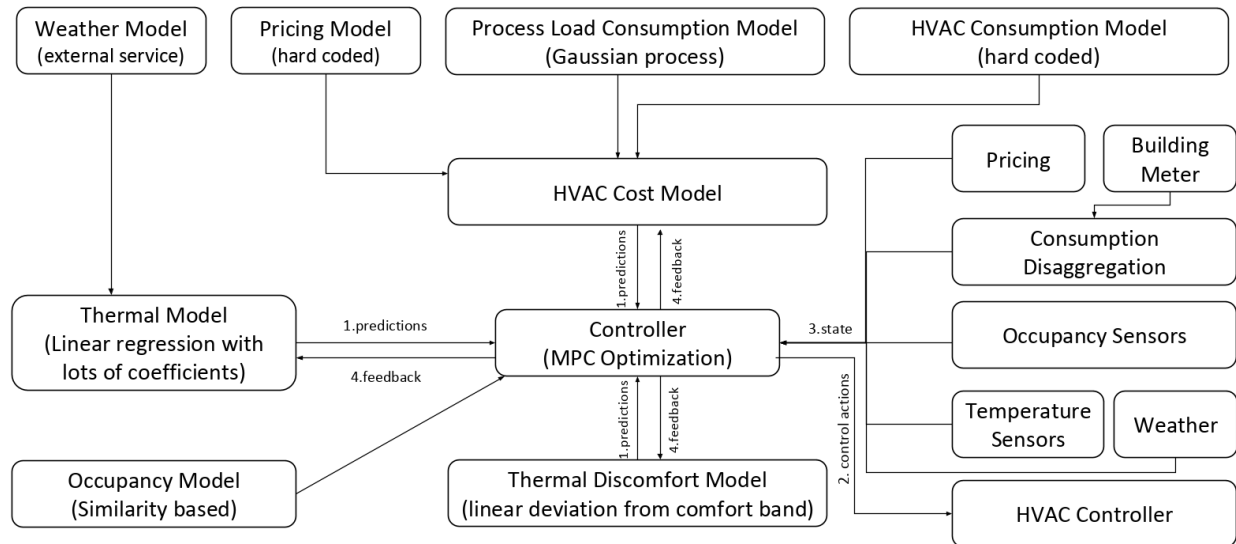 Weather Model
(external service)
Pricing Model
(hard coded)
Process Load Consumption Model
(Gaussian process)
HVAC Consumption Model
(hard coded)
Pricing
Building
Meter
HVAC Cost Model
Consumption
Disaggregation
1.predictions
4.feedback
Thermal Model
(Linear regression with
lots of coefficients)
1.predictions
4.feedback
Controller
(MPC Optimization)
3.state
Occupancy Sensors
1.predictions
4.feedback
2. control actions
Temperature
Sensors
Weather
Occupancy Model
(Similarity based)
Thermal Discomfort Model
(linear deviation from comfort band)
HVAC Controller